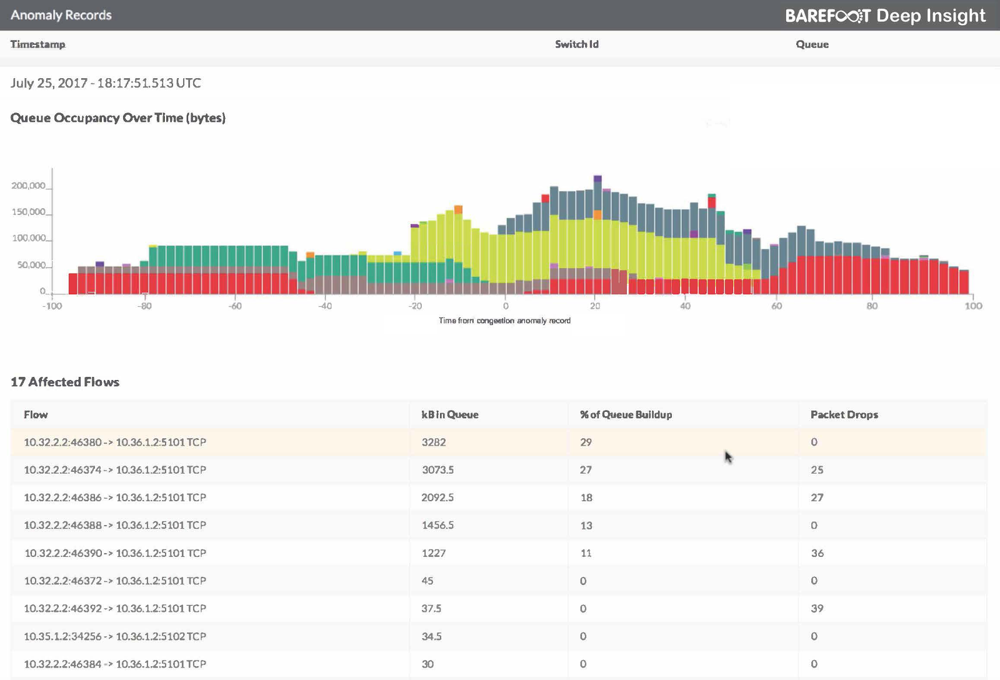 Anomaly Records
BAREFOOT Deep Insight
Timestamp Switch Id Queue
July 25, 2017 - 18:17:51.513 UTC
Queue Occupancy Over Time (bytes)
200,000
150,000
100,000
50,000
0
-100 -80 -60 -40 -20 0 20 40 60 80 100
Time from congestion anomaly record
17 Affected Flows
Flow kB in Queue % of Queue Buildup Packet Drops
10.32.2.2:46380 -> 10.36.1.2:5101 TCP 3282 29 0
10.32.2.2:46374 -> 10.36.1.2:5101 TCP 3073.5 27 25
10.32.2.2:46386 -> 10.36.1.2:5101 TCP 2092.5 18 27
10.32.2.2:46388 -> 10.36.1.2:5101 TCP 1456.5 13 0
10.32.2.2:46390 -> 10.36.1.2:5101 TCP 1227 11 36
10.32.2.2:46372 -> 10.36.1.2:5101 TCP 45 0 0
10.32.2.2:46392 -> 10.36.1.2:5101 TCP 37.5 0 39
10.35.1.2:34256 -> 10.36.1.2:5102 TCP 34.5 0 0
10.32.2.2:46384 -> 10.36.1.2:5101 TCP 30 0 0